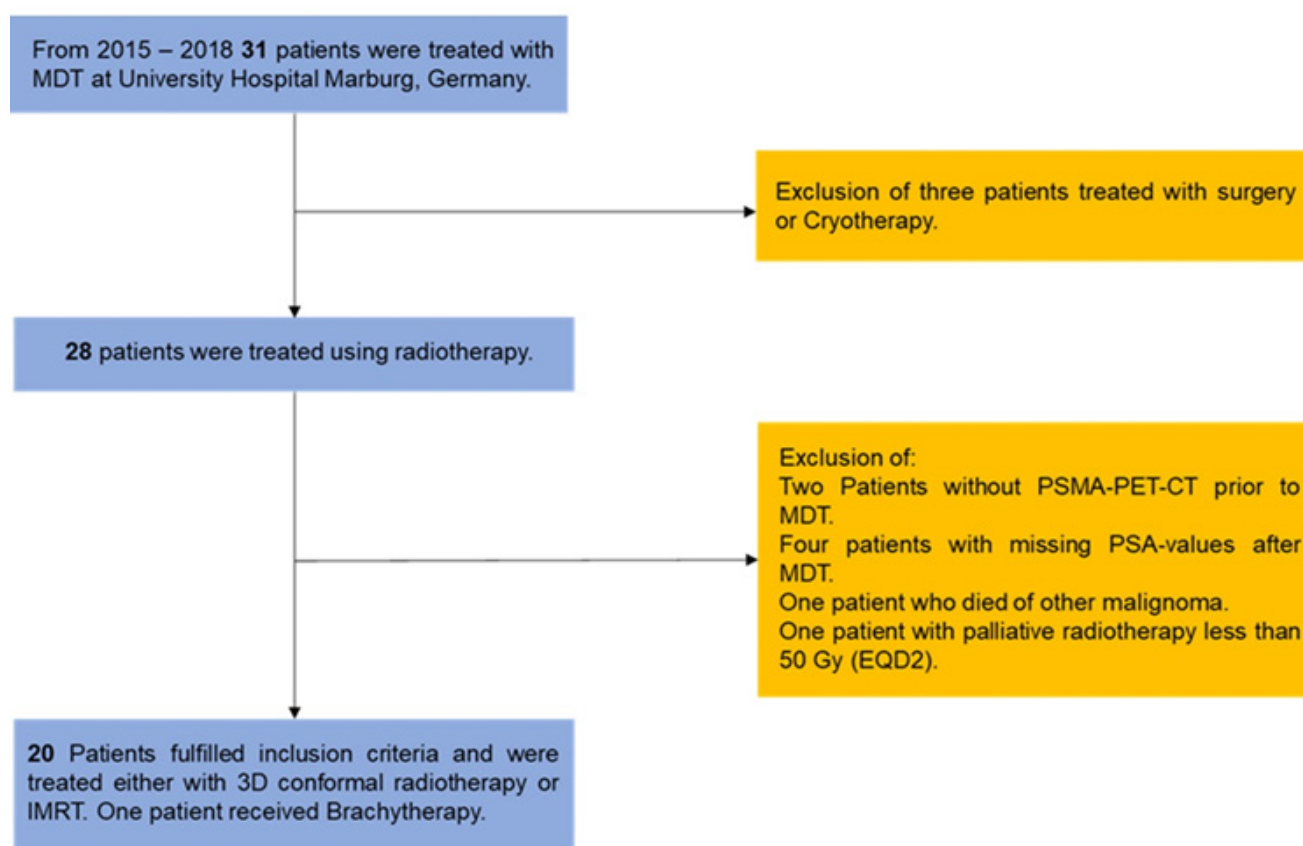 From 2015 – 2018 31 patients were treated with
MDT at University Hospital Marburg, Germany.
Exclusion of three patients treated with surgery
or Cryotherapy.
28 patients were treated using radiotherapy.
Exclusion of:
Two Patients without PSMA-PET-CT prior to
MDT.
Four patients with missing PSA-values after
MDT.
One patient who died of other malignoma.
One patient with palliative radiotherapy less than
50 Gy (EQD2).
20 Patients fulfilled inclusion criteria and were
treated either with 3D conformal radiotherapy or
IMRT. One patient received Brachytherapy.